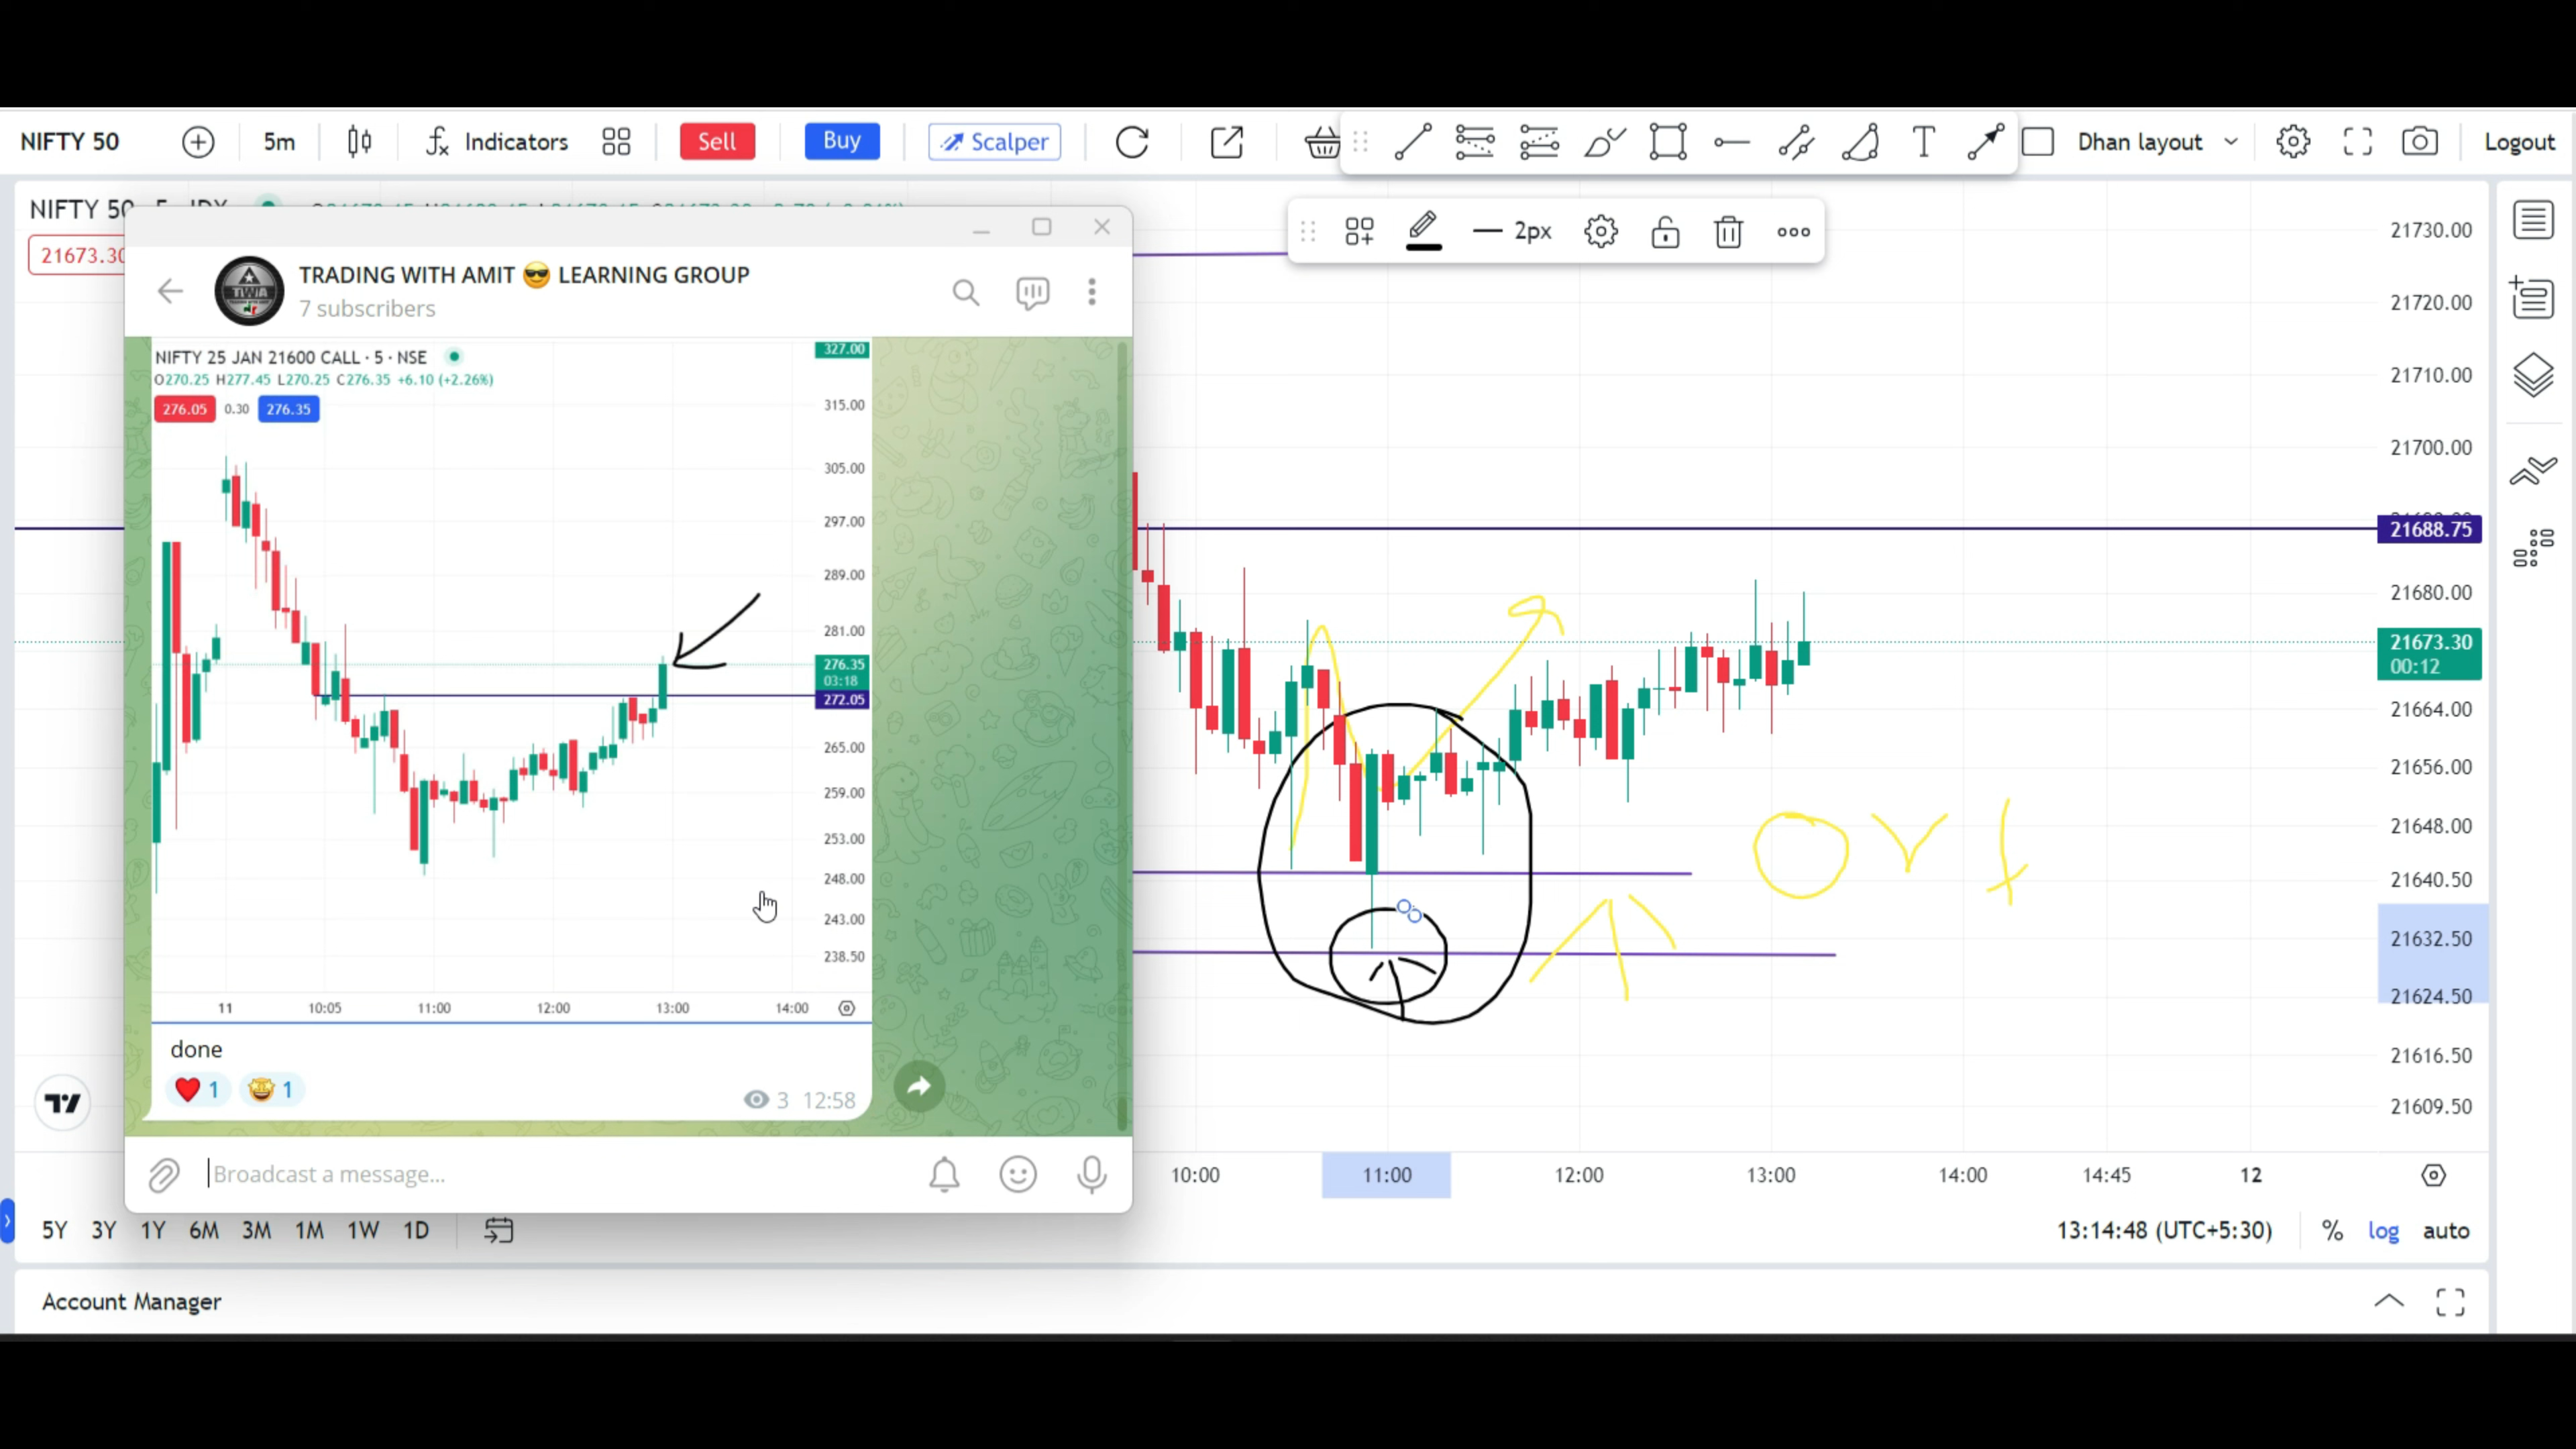 NIFTY 50
5m
Indicators
Sell
Buy
Scalper
Dhan layout
Logout
2px
NIFTY 50
21673.30
TRADING WITH AMIT 😎 LEARNING GROUP
7 subscribers
TWA
NIFTY 25 JAN 21600 CALL · 5 · NSE
O270.25 H277.45 L270.25 C276.35 +6.10 (+2.26%)
276.05 0.30 276.35
327.00
315.00
305.00
297.00
289.00
281.00
276.35
03:18
272.05
265.00
259.00
253.00
248.00
243.00
238.50
11 10:05 11:00 12:00 13:00 14:00
done
❤️ 1 🤩 1
3 12:58
Broadcast a message...
21730.00
21720.00
21710.00
21700.00
21688.75
21680.00
21673.30
00:12
21664.00
21656.00
21648.00
21640.50
21632.50
21624.50
21616.50
21609.50
10:00 11:00 12:00 13:00 14:00 14:45 12
5Y 3Y 1Y 6M 3M 1M 1W 1D
13:14:48 (UTC+5:30) % log auto
Account Manager